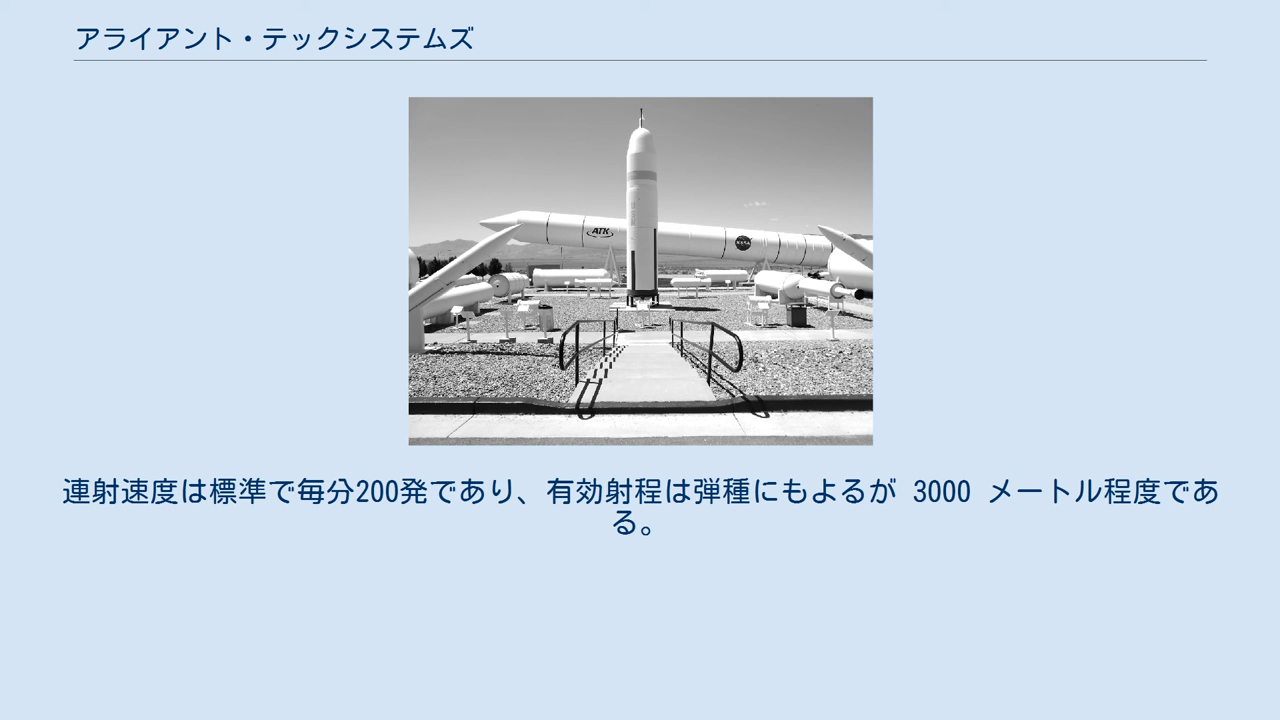 アライアント・テックシステムズ
ATK
NASA
連射速度は標準で毎分200発であり、有効射程は弾種にもよるが 3000 メートル程度であ
る。